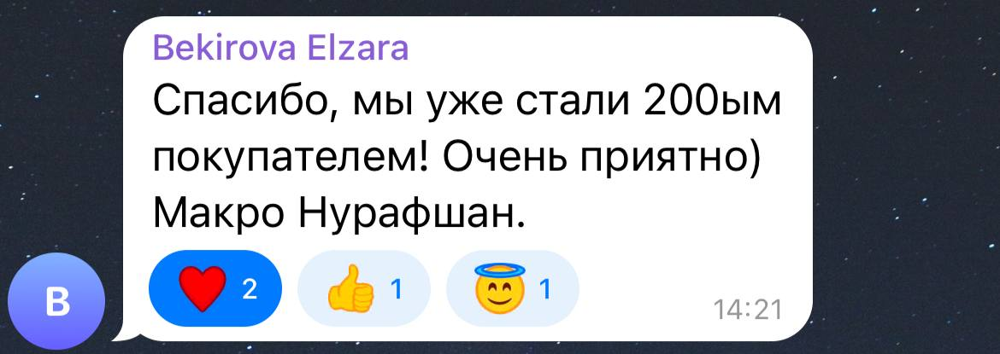 Bekirova Elzara
Спасибо, мы уже стали 200ым
покупателем! Очень приятно)
Макро Нурафшан.
❤️ 2 👍 1 😇 1
14:21
B